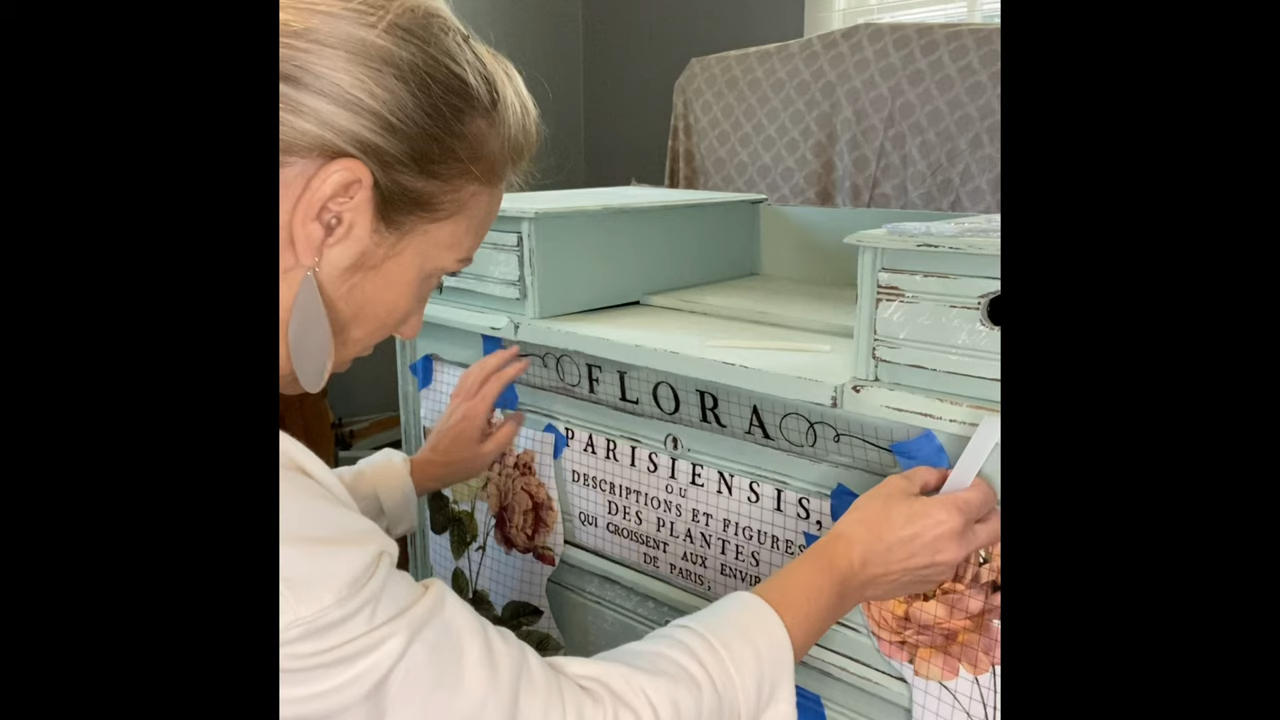 FLORA
PARISIENSIS,
OU
DESCRIPTIONS ET FIGURES
DES PLANTES
QUI CROISSENT AUX
DE PARIS,